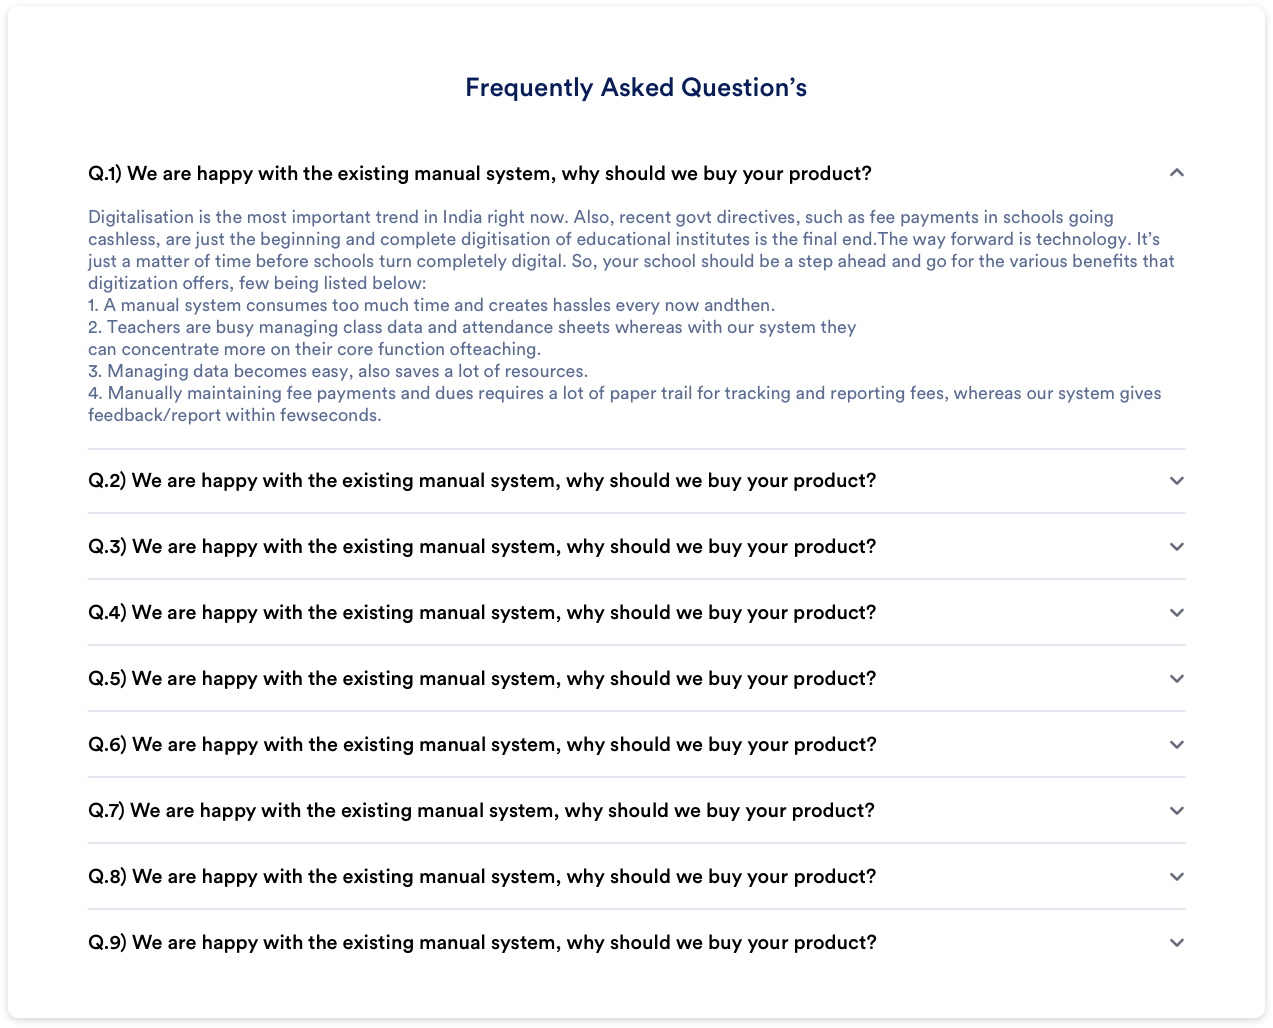 Frequently Asked Question’s
Q.1) We are happy with the existing manual system, why should we buy your product?
Digitalisation is the most important trend in India right now. Also, recent govt directives, such as fee payments in schools going
cashless, are just the beginning and complete digitisation of educational institutes is the final end.The way forward is technology. It’s
just a matter of time before schools turn completely digital. So, your school should be a step ahead and go for the various benefits that
digitization offers, few being listed below:
1. A manual system consumes too much time and creates hassles every now andthen.
2. Teachers are busy managing class data and attendance sheets whereas with our system they
can concentrate more on their core function ofteaching.
3. Managing data becomes easy, also saves a lot of resources.
4. Manually maintaining fee payments and dues requires a lot of paper trail for tracking and reporting fees, whereas our system gives
feedback/report within fewseconds.
Q.2) We are happy with the existing manual system, why should we buy your product?
Q.3) We are happy with the existing manual system, why should we buy your product?
Q.4) We are happy with the existing manual system, why should we buy your product?
Q.5) We are happy with the existing manual system, why should we buy your product?
Q.6) We are happy with the existing manual system, why should we buy your product?
Q.7) We are happy with the existing manual system, why should we buy your product?
Q.8) We are happy with the existing manual system, why should we buy your product?
Q.9) We are happy with the existing manual system, why should we buy your product?